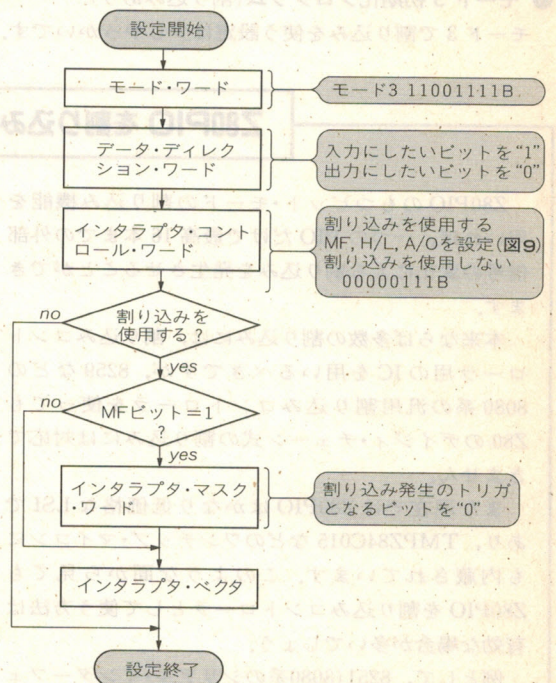 設定開始
モード・ワード
モード3 11001111B
データ・ディレク
ション・ワード
入力にしたいビットを“1”
出力にしたいビットを“0”
インタラプタ・コント
ロール・ワード
割り込みを使用する
MF, H/L, A/Oを設定(図9)
割り込みを使用しない
00000111B
割り込みを
使用する?
no
yes
MFビット=1
?
no
yes
インタラプタ・マスク
・ワード
割り込み発生のトリガ
となるビットを“0”
インタラプタ・ベクタ
設定終了